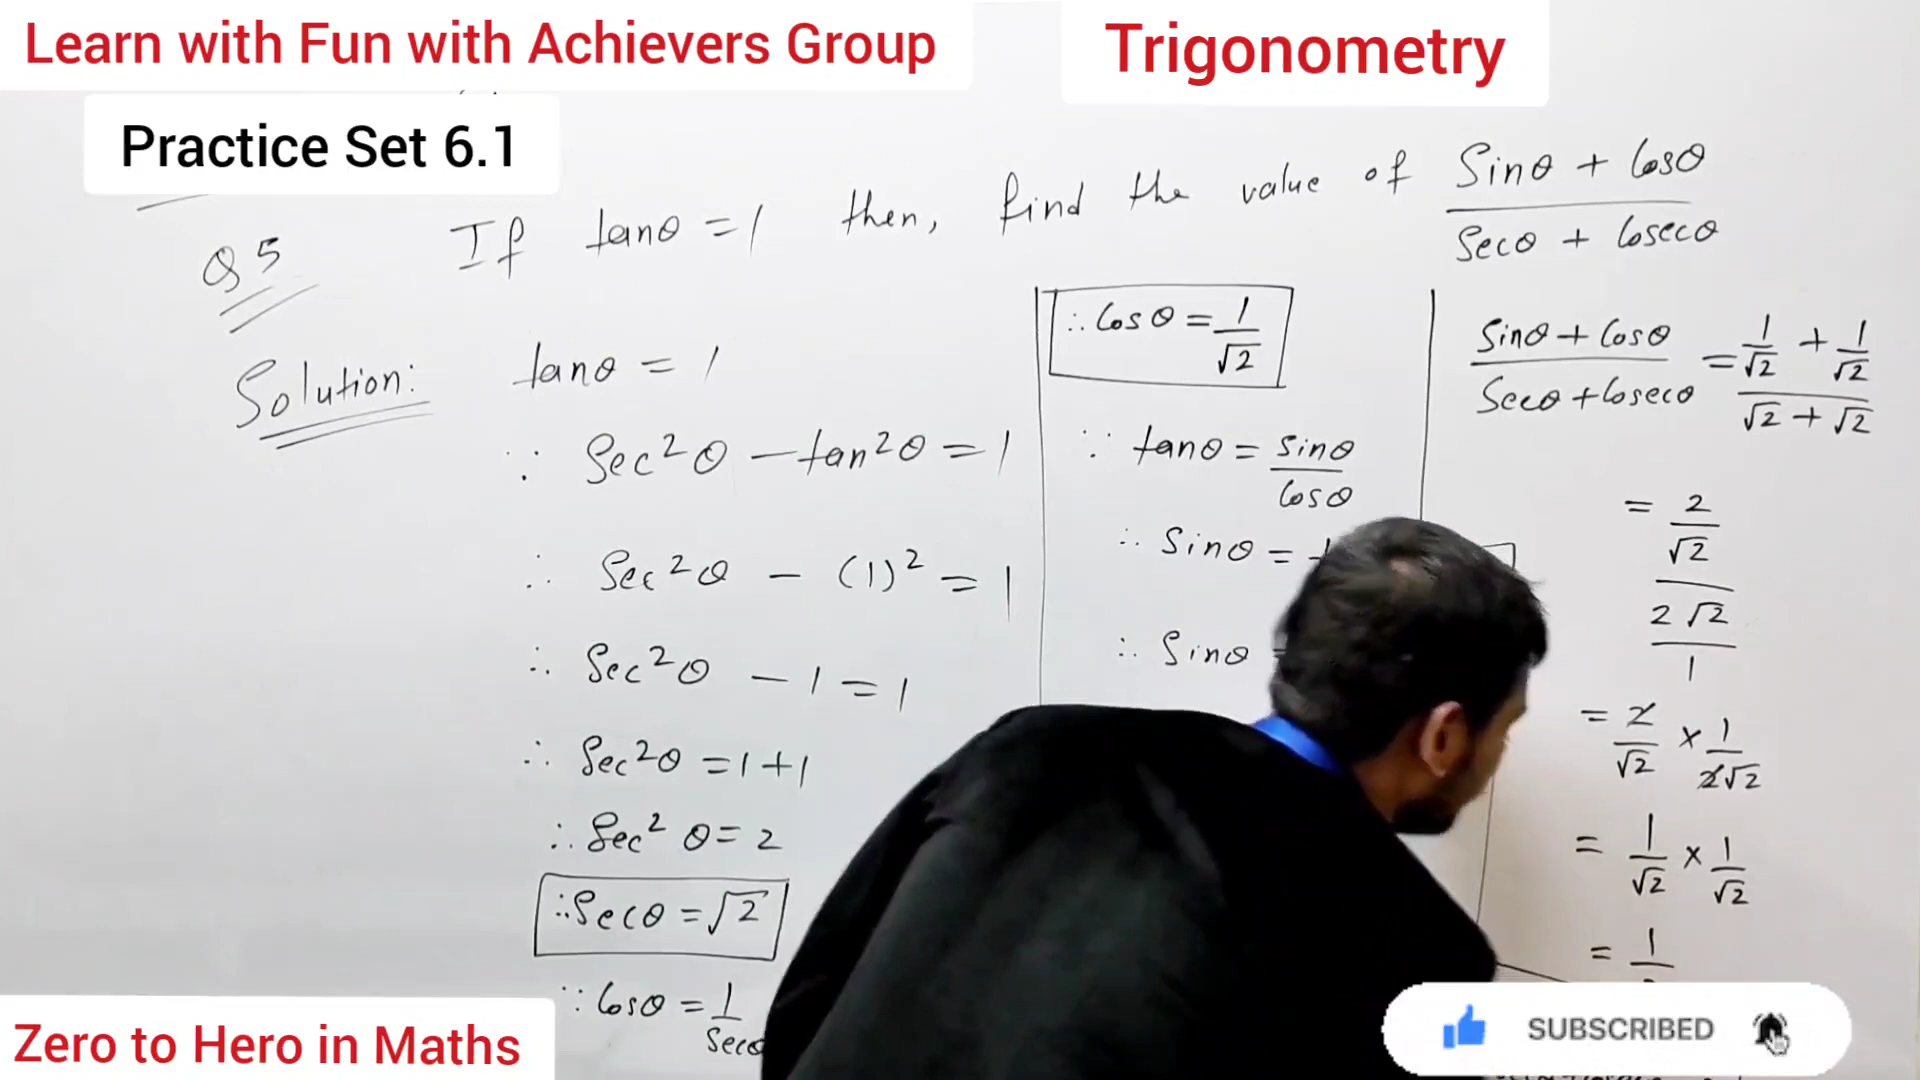 Learn with Fun with Achievers Group
Trigonometry
Practice Set 6.1
Q5 If tanθ = 1 then, find the value of Sinθ + Cosθ / Secθ + Cosecθ
Solution: tanθ = 1
∵ Sec²θ – tan²θ = 1
∴ Sec²θ – (1)² = 1
∴ Sec²θ – 1 = 1
∴ Sec²θ = 1 + 1
∴ Sec²θ = 2
∴ Secθ = √2
∵ Cosθ = 1 / Secθ
∴ Cosθ = 1 / √2
∵ tanθ = sinθ / Cosθ
∴ Sinθ =
∴ Sinθ
Sinθ + Cosθ / Secθ + Cosecθ = 1/√2 + 1/√2 / √2 + √2
= 2/√2 / 2√2/1
= 2/√2 × 1/2√2
= 1/√2 × 1/√2
= 1
Zero to Hero in Maths
SUBSCRIBED